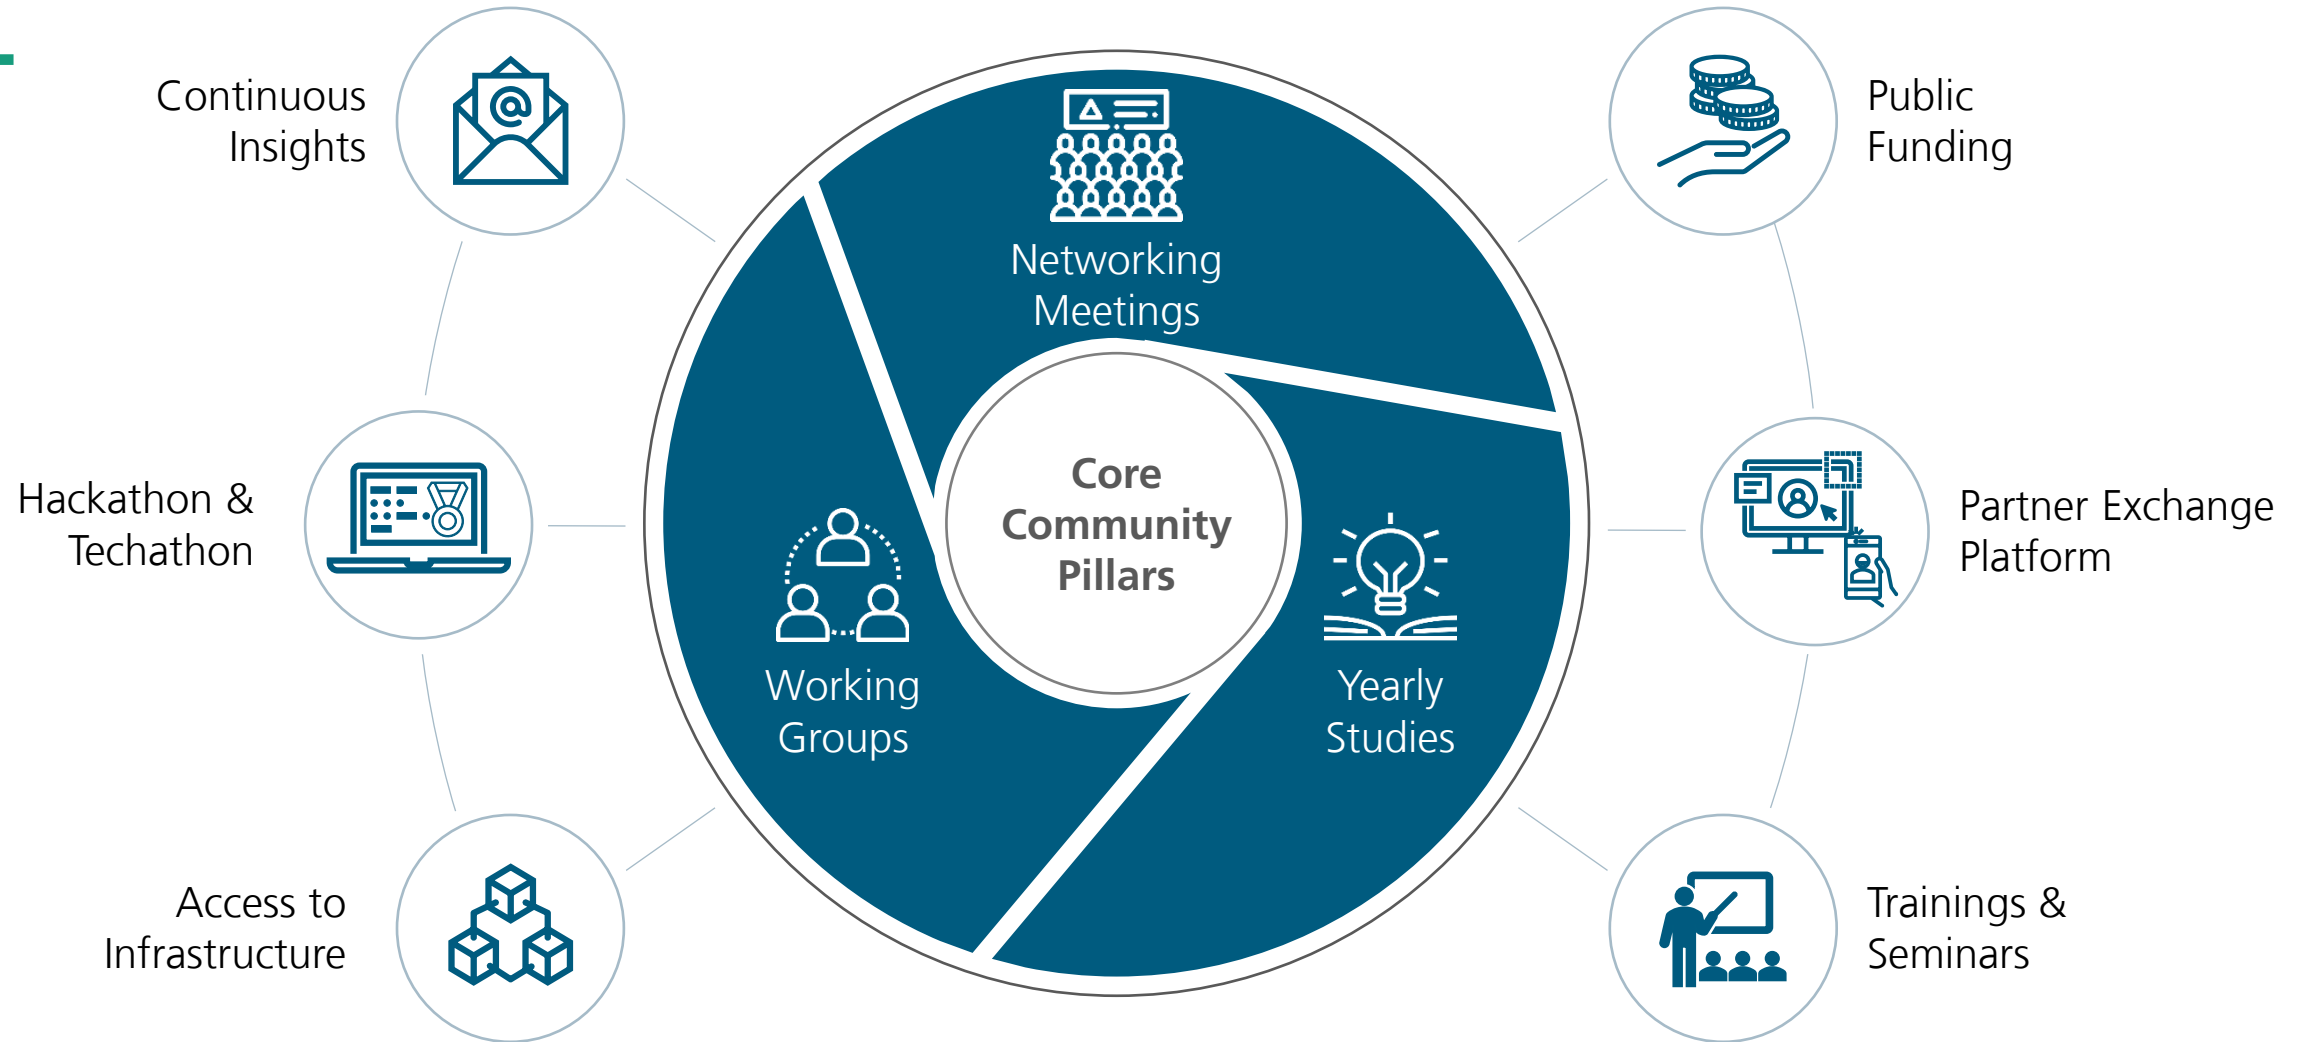 Continuous
Insights
Hackathon &
Techathon
Access to
Infrastructure
Networking
Meetings
Core
Community
Pillars
Working
Groups
Yearly
Studies
Public
Funding
Partner Exchange
Platform
Trainings &
Seminars